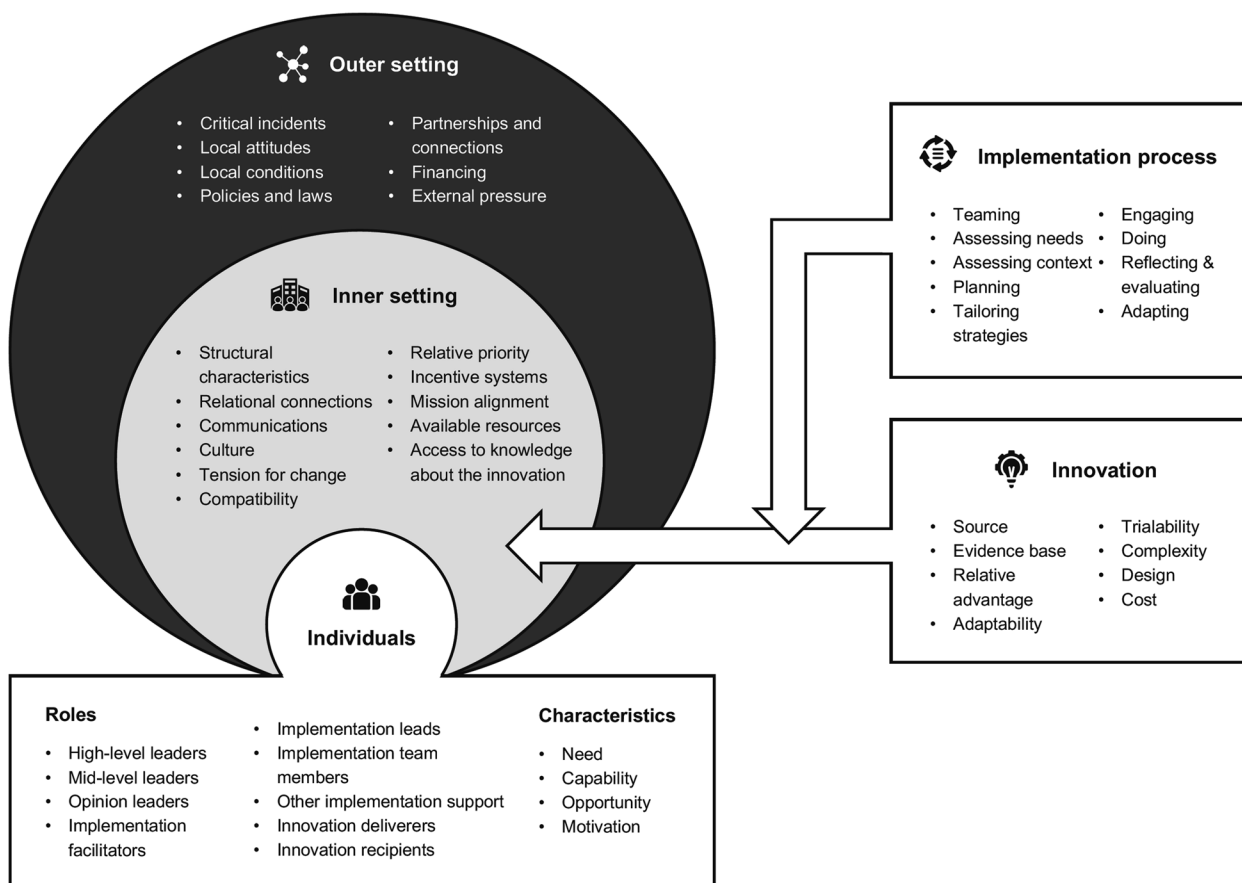 Outer setting
• Critical incidents
• Local attitudes
• Local conditions
• Policies and laws
• Partnerships and
connections
• Financing
• External pressure
Inner setting
• Structural
characteristics
• Relational connections
• Communications
• Culture
• Tension for change
• Compatibility
• Relative priority
• Incentive systems
• Mission alignment
• Available resources
• Access to knowledge
about the innovation
Individuals
Roles
• High-level leaders
• Mid-level leaders
• Opinion leaders
• Implementation
facilitators
• Implementation leads
• Implementation team
members
• Other implementation support
• Innovation deliverers
• Innovation recipients
Characteristics
• Need
• Capability
• Opportunity
• Motivation
Implementation process
• Teaming
• Assessing needs
• Assessing context
• Planning
• Tailoring
strategies
• Engaging
• Doing
• Reflecting &
evaluating
• Adapting
Innovation
• Source
• Evidence base
• Relative
advantage
• Adaptability
• Trialability
• Complexity
• Design
• Cost